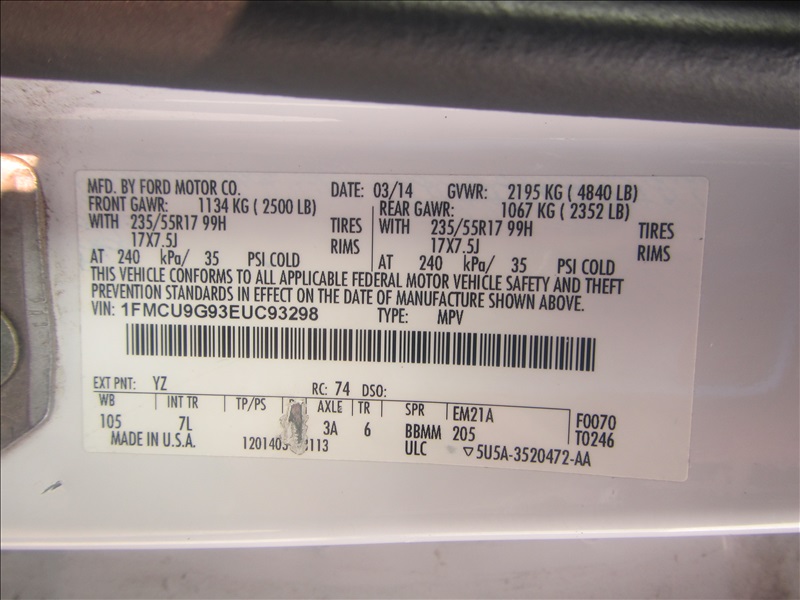 MFD. BY FORD MOTOR CO. DATE: 03/14 GVWR: 2195 KG ( 4840 LB)
FRONT GAWR: 1134 KG ( 2500 LB) REAR GAWR: 1067 KG ( 2352 LB)
WITH 235/55R17 99H TIRES WITH 235/55R17 99H TIRES
17X7.5J RIMS 17X7.5J RIMS
AT 240 kPa/ 35 PSI COLD AT 240 kPa/ 35 PSI COLD
THIS VEHICLE CONFORMS TO ALL APPLICABLE FEDERAL MOTOR VEHICLE SAFETY AND THEFT
PREVENTION STANDARDS IN EFFECT ON THE DATE OF MANUFACTURE SHOWN ABOVE.
VIN: 1FMCU9G93EUC93298 TYPE: MPV
EXT PNT: YZ RC: 74 DSO:
WB INT TR TP/PS AXLE TR SPR EM21A F0070
105 7L 3A 6 BBMM 205 T0246
MADE IN U.S.A. ULC ▽5U5A-3520472-AA